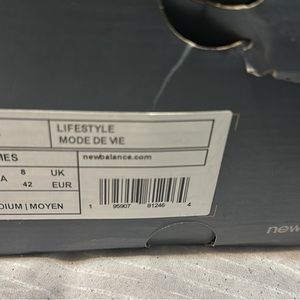 LIFESTYLE
MODE DE VIE
MES
newbalance.com
A 8 UK
42 EUR
DIUM | MOYEN
1 95907 81246 4
new